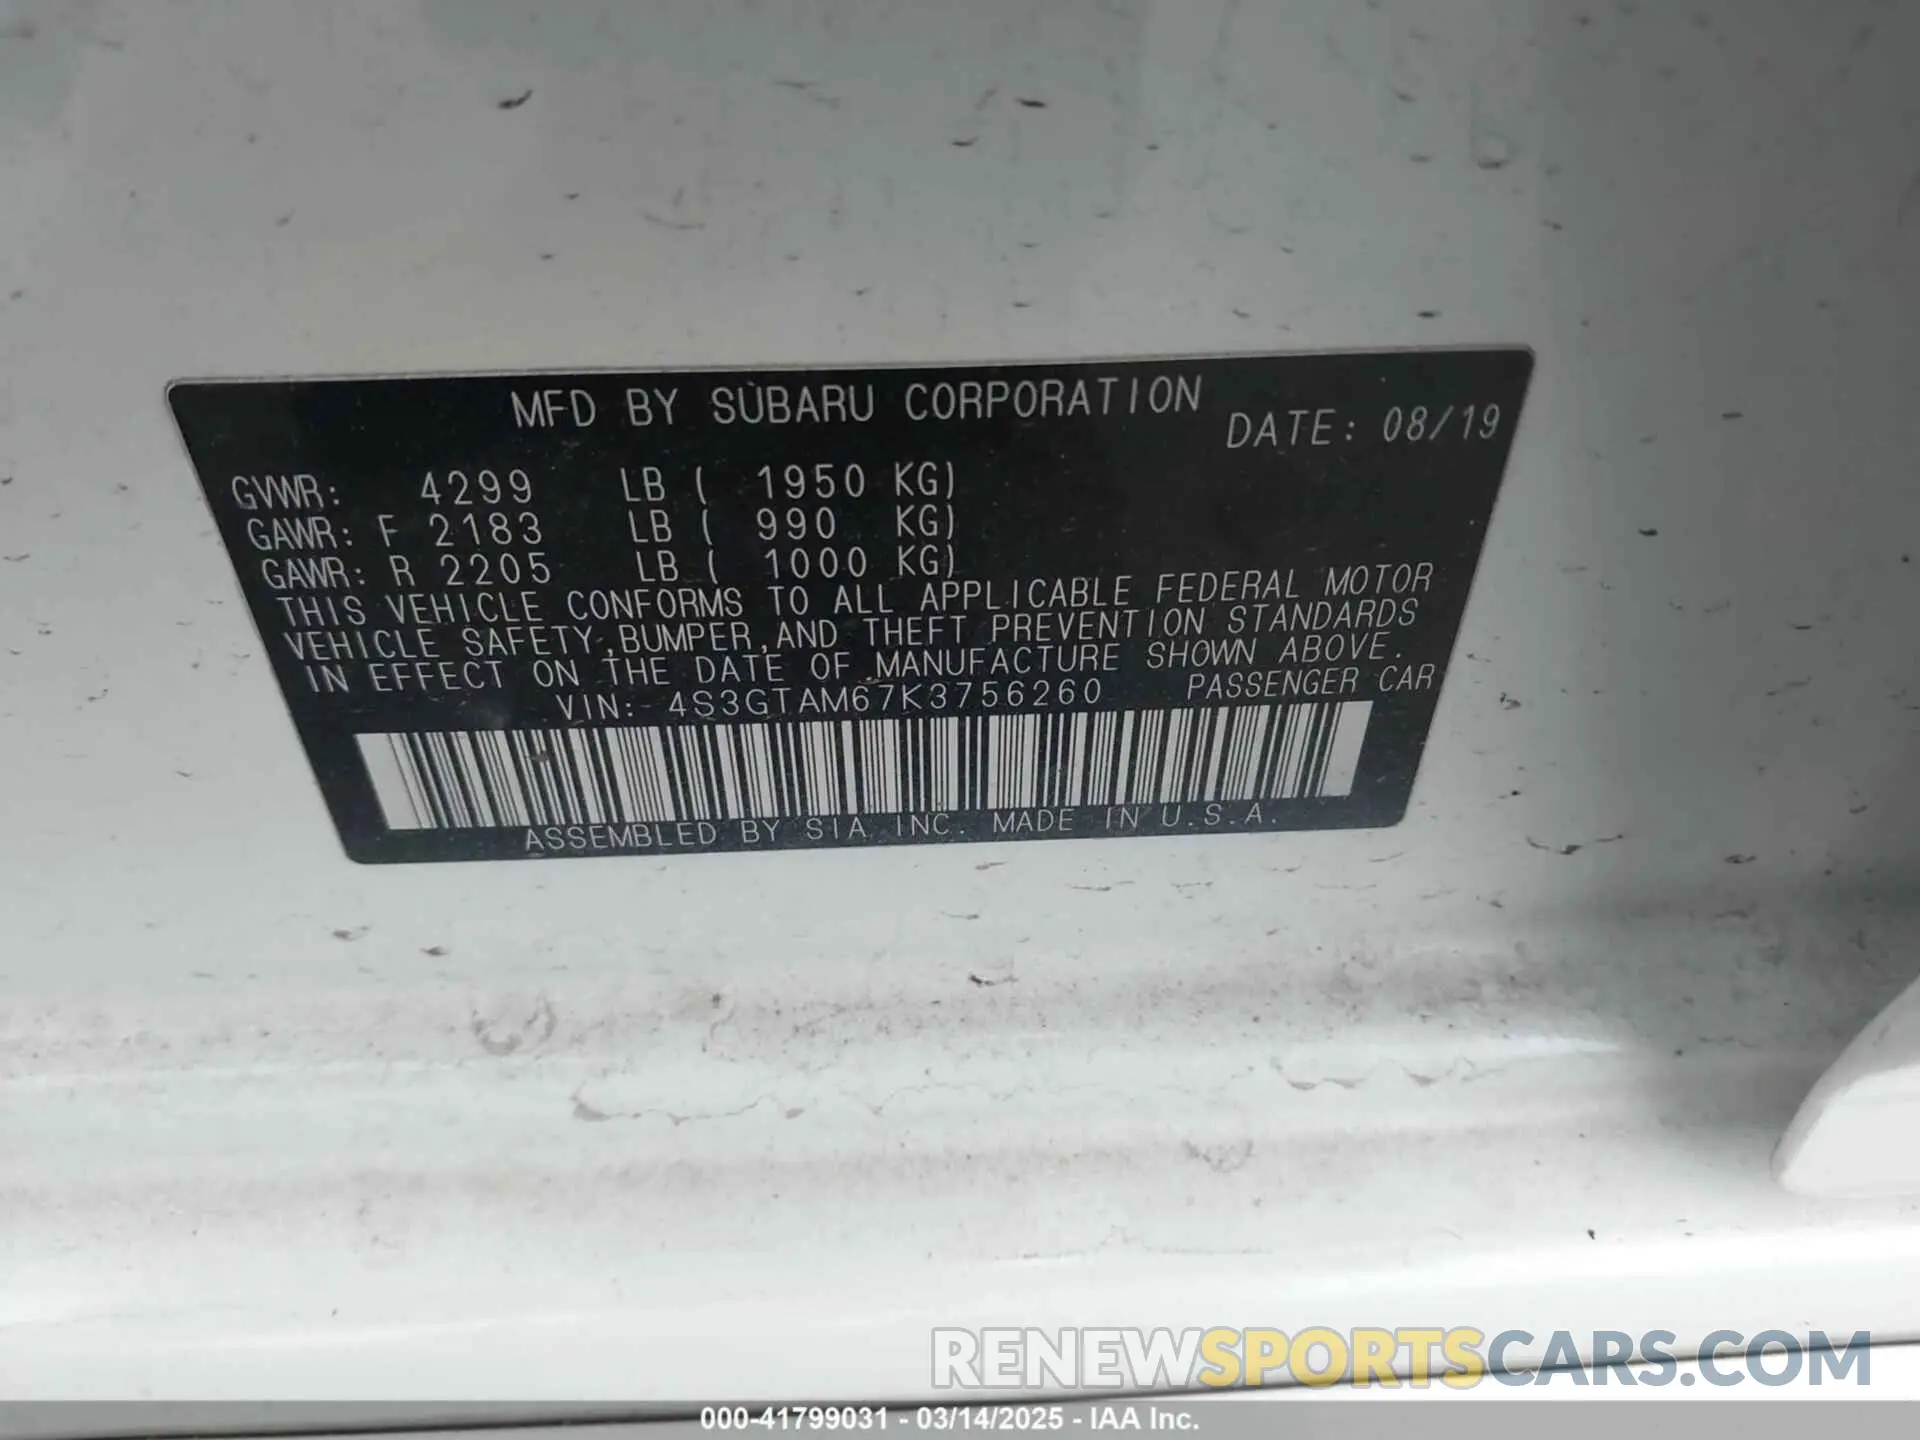 MFD BY SUBARU CORPORATION
DATE: 08/19
GVWR: 4299 LB ( 1950 KG)
GAWR: F 2183 LB ( 990 KG)
GAWR: R 2205 LB ( 1000 KG)
THIS VEHICLE CONFORMS TO ALL APPLICABLE FEDERAL MOTOR
VEHICLE SAFETY,BUMPER,AND THEFT PREVENTION STANDARDS
IN EFFECT ON THE DATE OF MANUFACTURE SHOWN ABOVE.
VIN: 4S3GTAM67K3756260 PASSENGER CAR
ASSEMBLED BY SIA INC. MADE IN U.S.A.
RENEWSPORTSCARS.COM
000-41799031 - 03/14/2025 - IAA Inc.